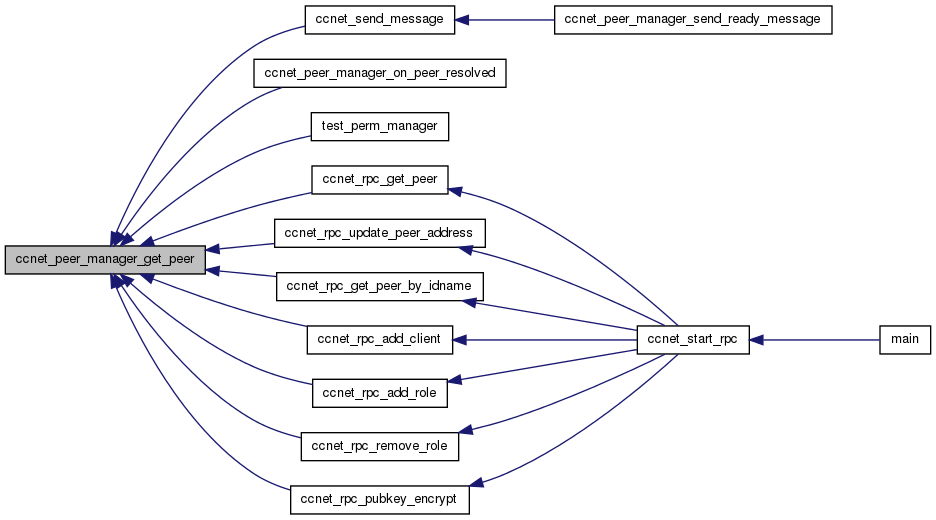 ccnet_send_message
ccnet_peer_manager_send_ready_message
ccnet_peer_manager_on_peer_resolved
test_perm_manager
ccnet_rpc_get_peer
ccnet_rpc_update_peer_address
ccnet_peer_manager_get_peer
ccnet_rpc_get_peer_by_idname
ccnet_rpc_add_client
ccnet_start_rpc
main
ccnet_rpc_add_role
ccnet_rpc_remove_role
ccnet_rpc_pubkey_encrypt